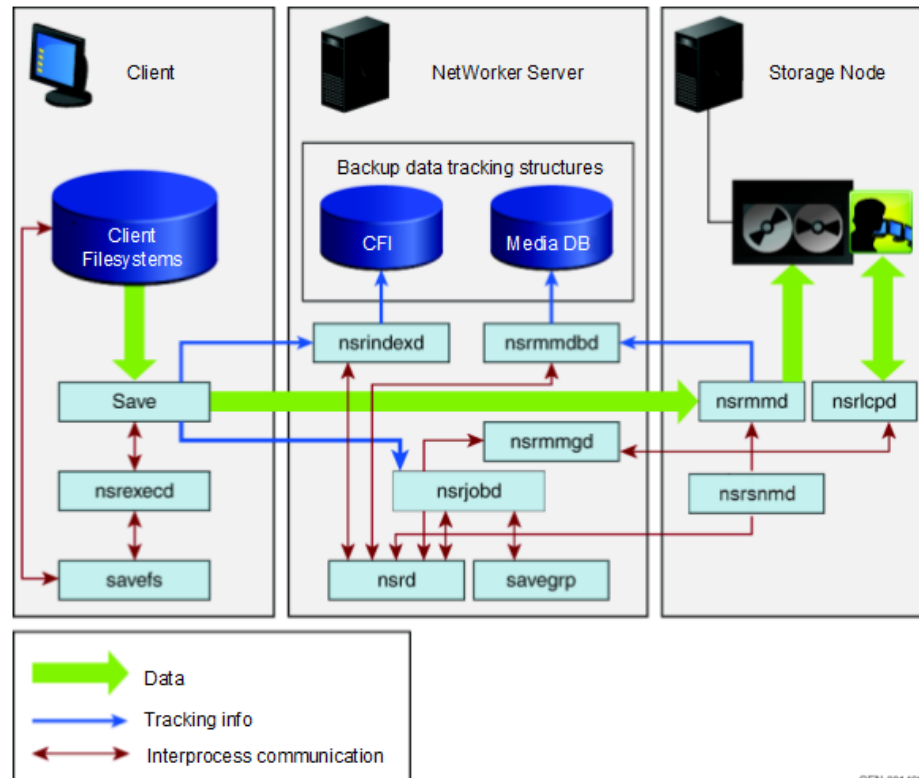 Client
NetWorker Server
Storage Node
Backup data tracking structures
Client
Filesystems
CFI
Media DB
nsrindexd
nsrmmdbd
Save
nsrmmd
nsrlcpd
nsrmmgd
nsrexecd
nsrjobd
nsrsnmd
savefs
nsrd
savegrp
Data
Tracking info
Interprocess communication